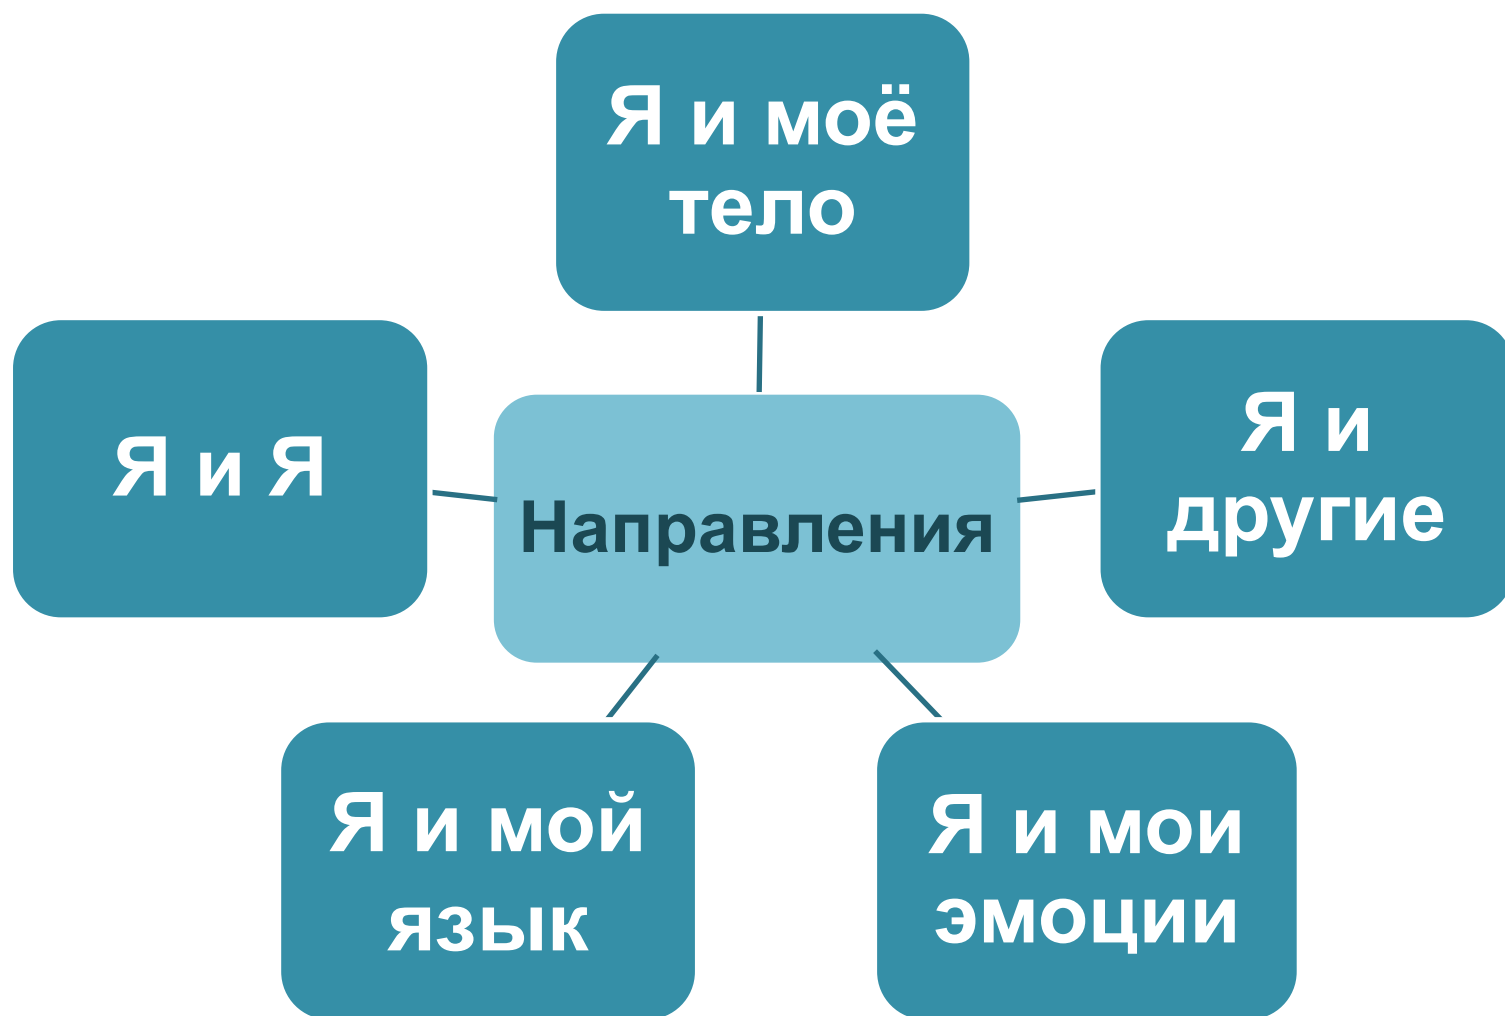 Я и моё
тело
Я и Я
Направления
Я и
другие
Я и мой
язык
Я и мои
эмоции